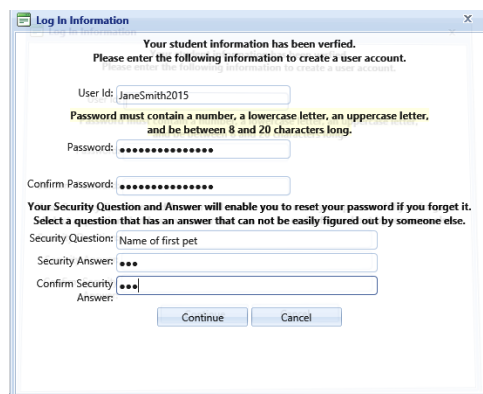 Log In Information
Your student information has been verfied.
Please enter the following information to create a user account.
User Id: JaneSmith2015
Password must contain a number, a lowercase letter, an uppercase letter,
and be between 8 and 20 characters long.
Password: •••••••••••••••
Confirm Password: •••••••••••••••
Your Security Question and Answer will enable you to reset your password if you forget it.
Select a question that has an answer that can not be easily figured out by someone else.
Security Question: Name of first pet
Security Answer: •••
Confirm Security
Answer: •••
Continue Cancel